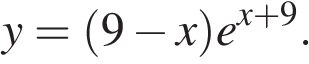 y = (9 − x)e^{x+9}.